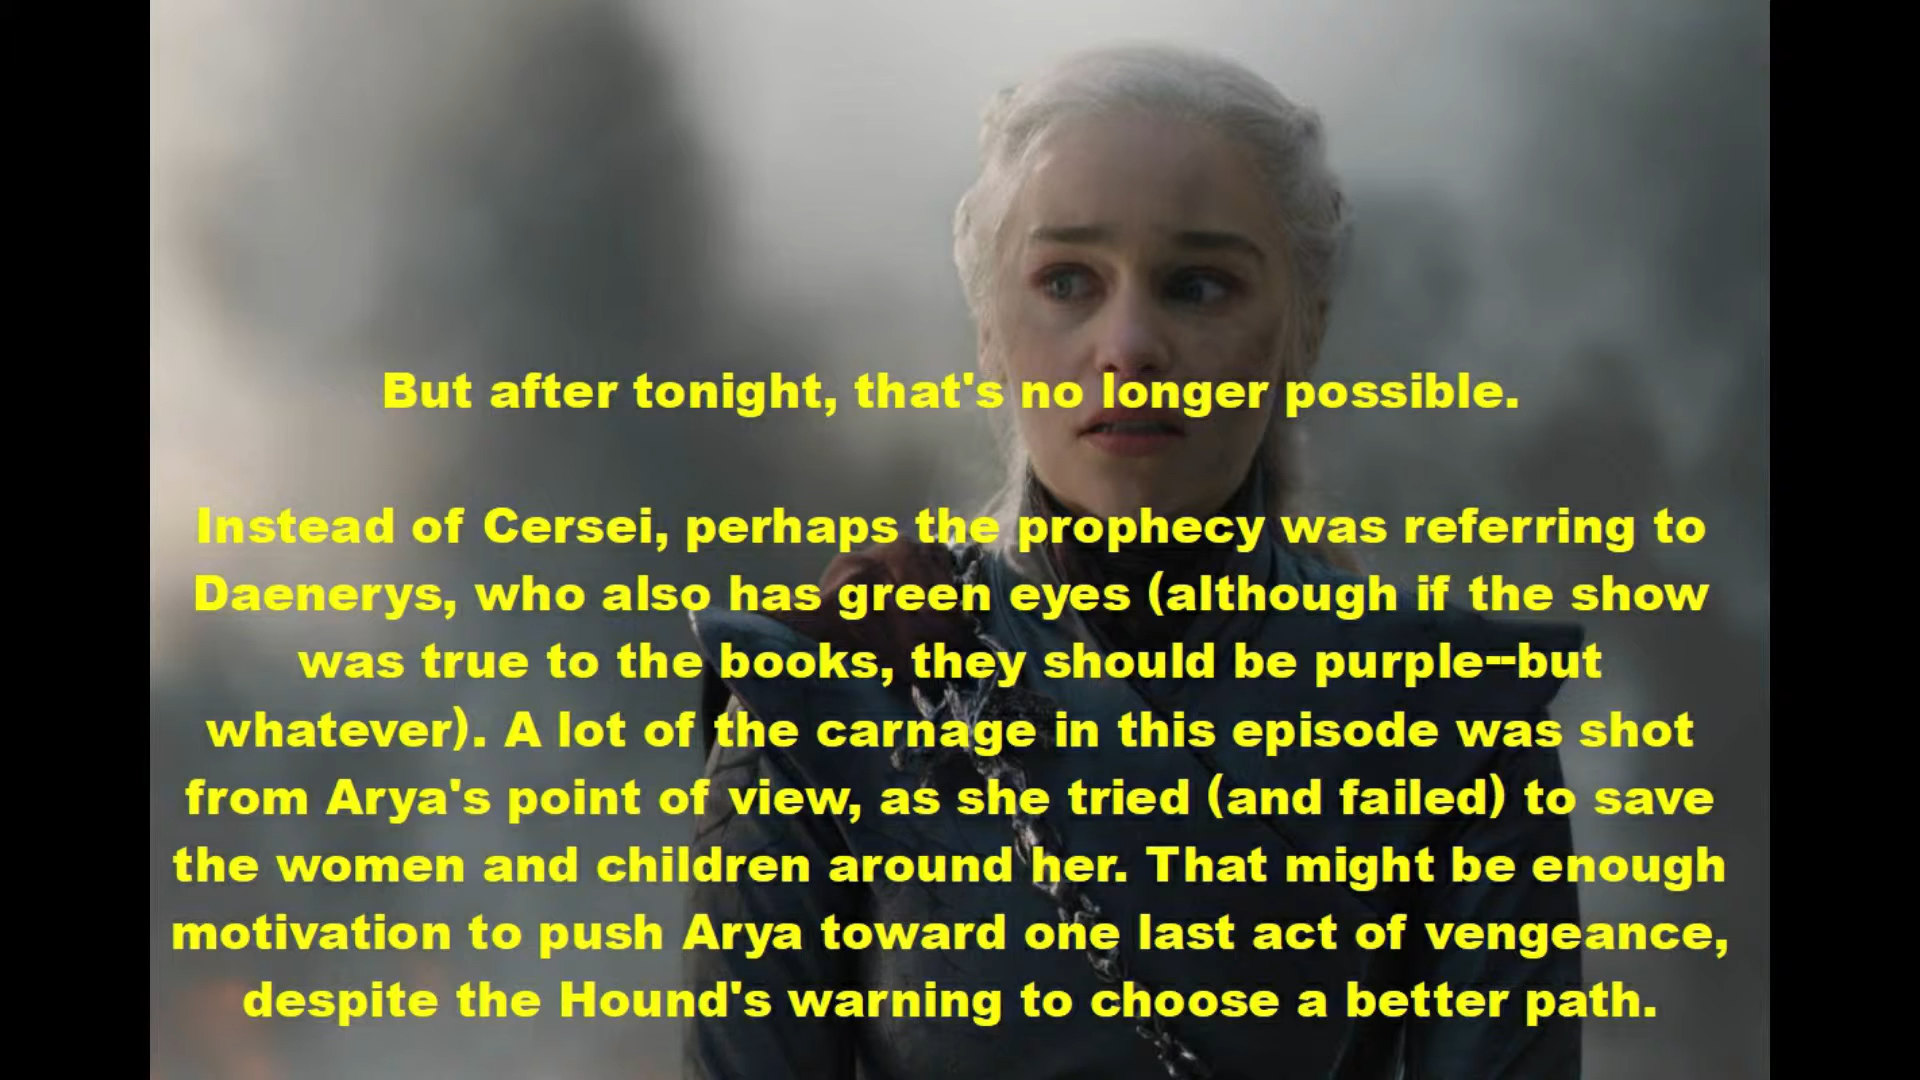 But after tonight, that's no longer possible.
Instead of Cersei, perhaps the prophecy was referring to
Daenerys, who also has green eyes (although if the show
was true to the books, they should be purple--but
whatever). A lot of the carnage in this episode was shot
from Arya's point of view, as she tried (and failed) to save
the women and children around her. That might be enough
motivation to push Arya toward one last act of vengeance,
despite the Hound's warning to choose a better path.